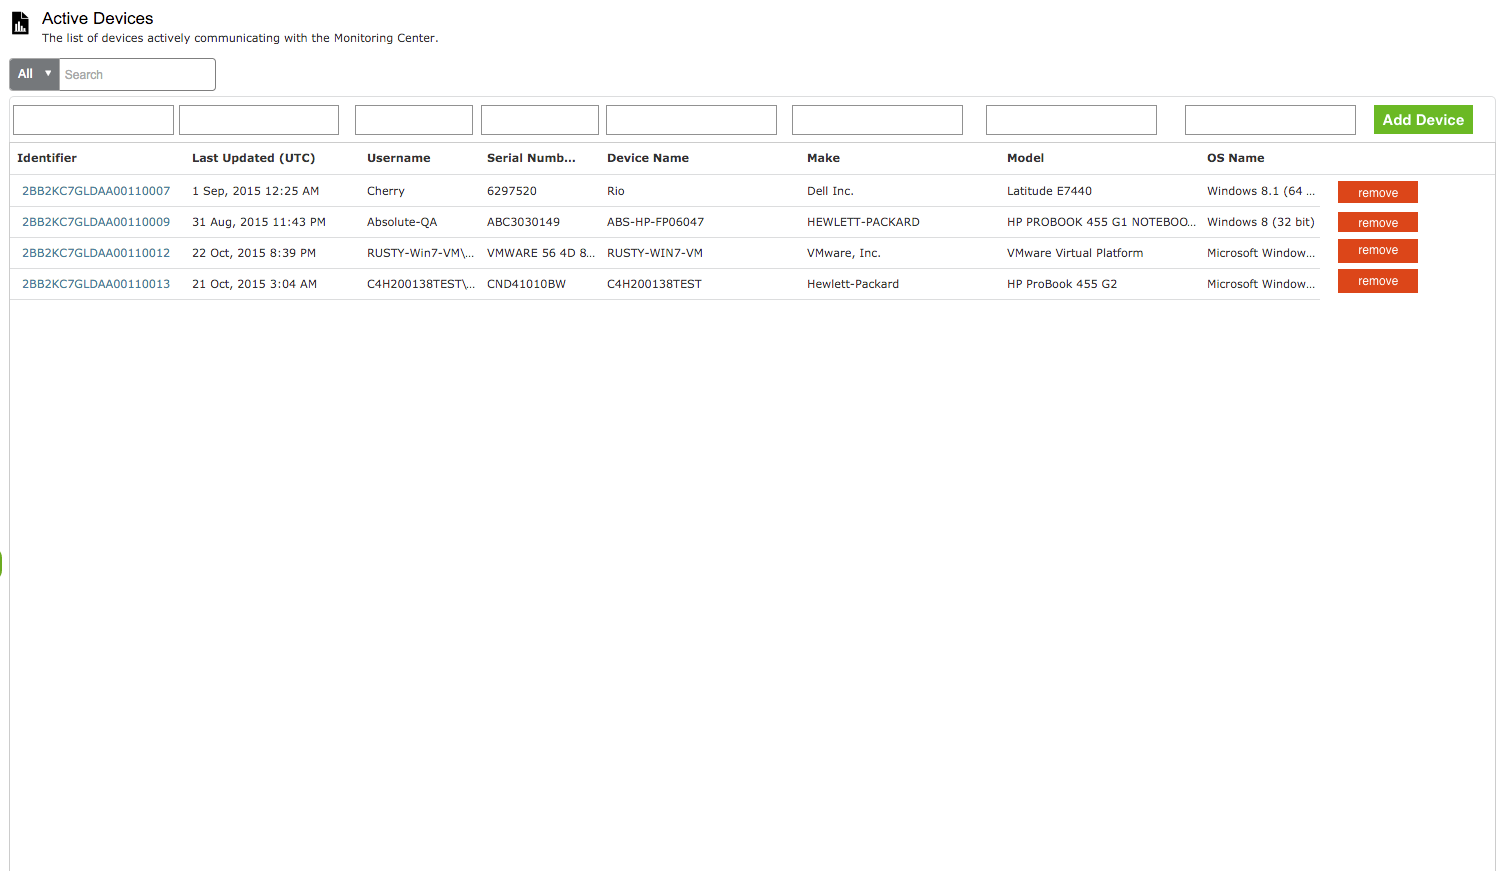 Active Devices
The list of devices actively communicating with the Monitoring Center.
All ▼ Search
Add Device
Identifier Last Updated (UTC) Username Serial Numb... Device Name Make Model OS Name
2BB2KC7GLDAA00110007 1 Sep, 2015 12:25 AM Cherry 6297520 Rio Dell Inc. Latitude E7440 Windows 8.1 (64 ... remove
2BB2KC7GLDAA00110009 31 Aug, 2015 11:43 PM Absolute-QA ABC3030149 ABS-HP-FP06047 HEWLETT-PACKARD HP PROBOOK 455 G1 NOTEBOO... Windows 8 (32 bit) remove
2BB2KC7GLDAA00110012 22 Oct, 2015 8:39 PM RUSTY-Win7-VM\... VMWARE 56 4D 8... RUSTY-WIN7-VM VMware, Inc. VMware Virtual Platform Microsoft Window... remove
2BB2KC7GLDAA00110013 21 Oct, 2015 3:04 AM C4H200138TEST\... CND41010BW C4H200138TEST Hewlett-Packard HP ProBook 455 G2 Microsoft Window... remove